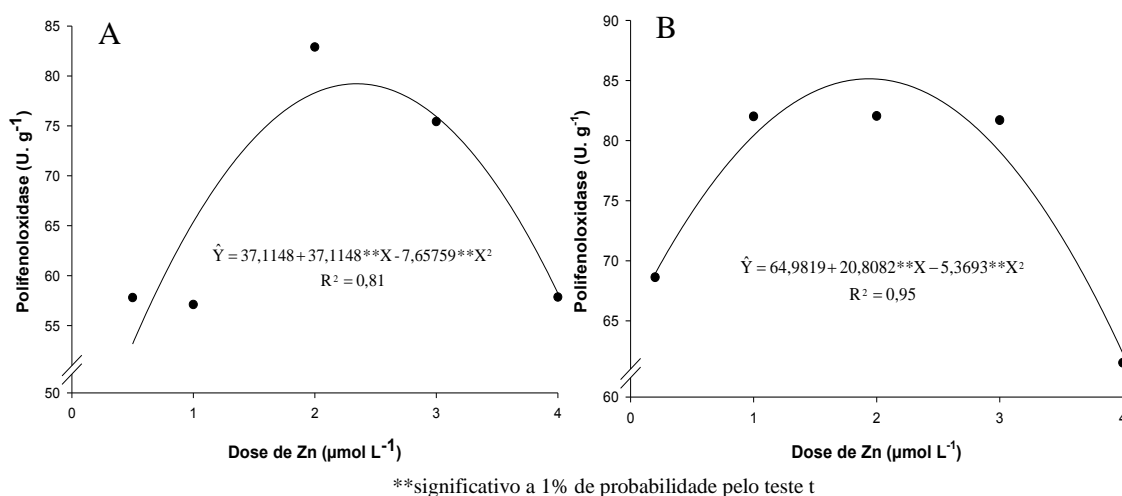 A
Polifenoloxidase (U. g-1)
85
80
75
70
65
60
55
50
Ŷ = 37,1148 + 37,1148**X - 7,65759**X²
R² = 0,81
0 1 2 3 4
Dose de Zn (µmol L-1)
B
Polifenoloxidase (U. g-1)
90
85
80
75
70
65
60
Ŷ = 64,9819 + 20,8082**X – 5,3693**X²
R² = 0,95
0 1 2 3 4
Dose de Zn (µmol L-1)
**significativo a 1% de probabilidade pelo teste t